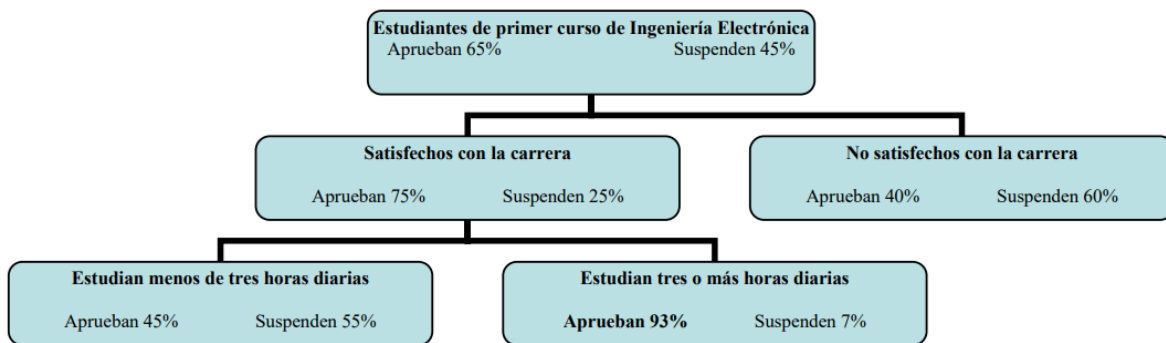 Estudiantes de primer curso de Ingeniería Electrónica
Aprueban 65% Suspenden 45%
Satisfechos con la carrera
Aprueban 75% Suspenden 25%
No satisfechos con la carrera
Aprueban 40% Suspenden 60%
Estudian menos de tres horas diarias
Aprueban 45% Suspenden 55%
Estudian tres o más horas diarias
Aprueban 93% Suspenden 7%